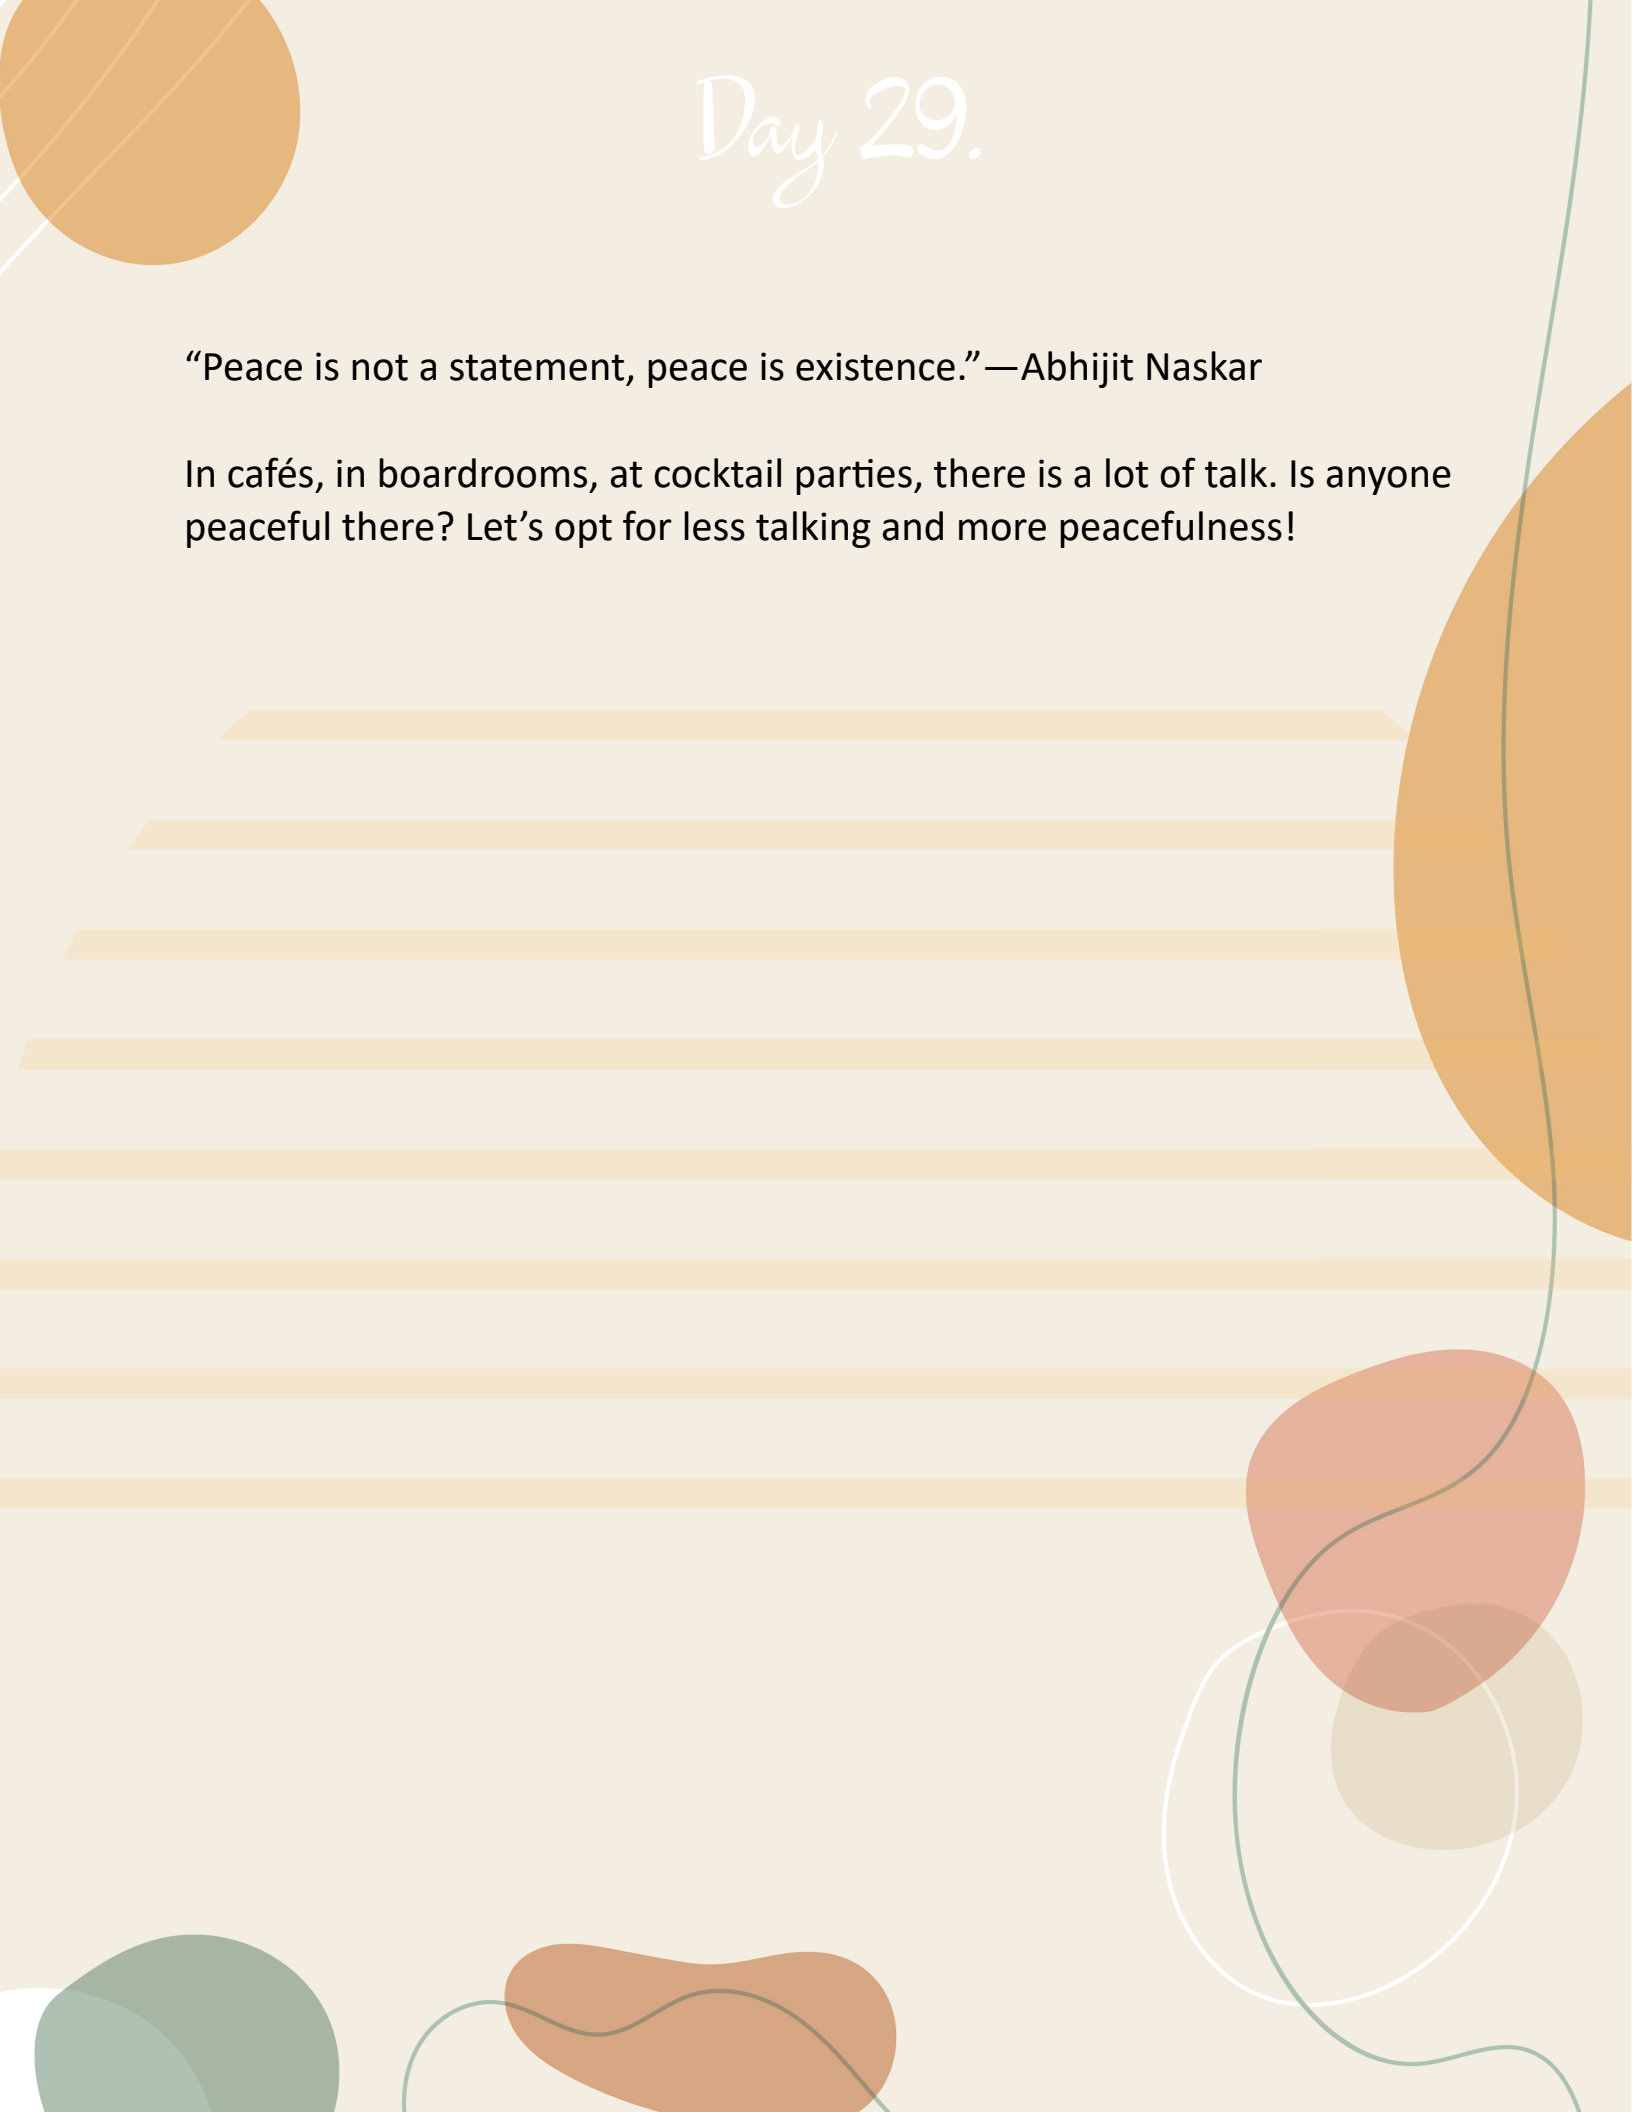 Day 29.
“Peace is not a statement, peace is existence.”—Abhijit Naskar
In cafés, in boardrooms, at cocktail parties, there is a lot of talk. Is anyone
peaceful there? Let’s opt for less talking and more peacefulness!